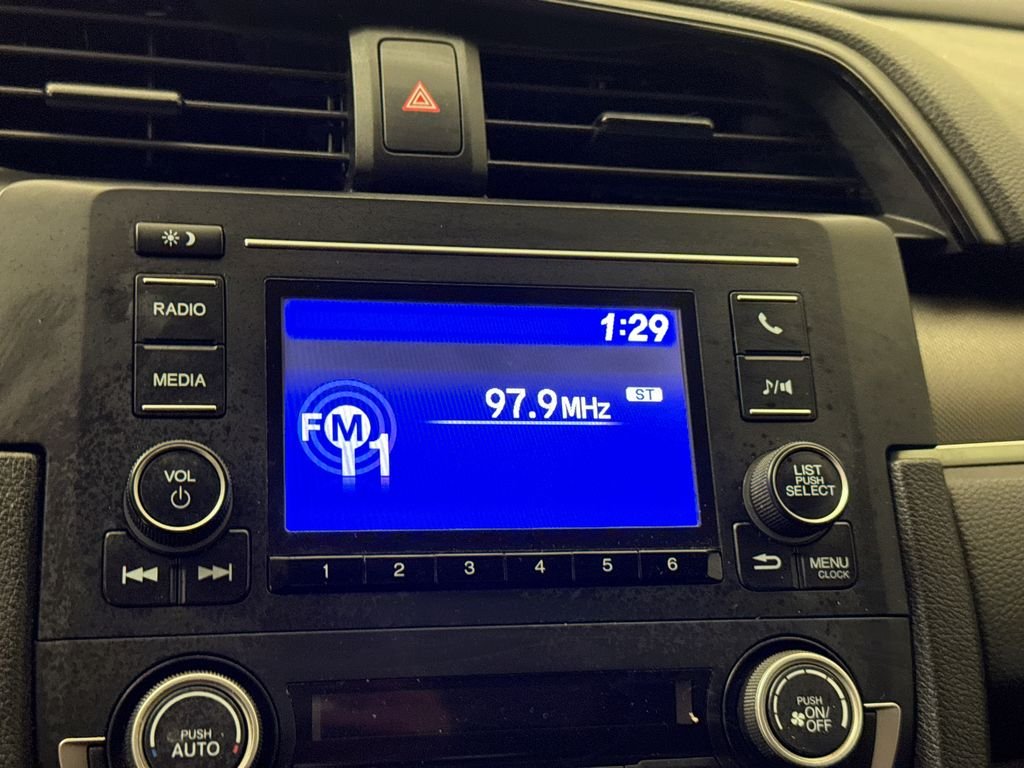 RADIO
MEDIA
VOL
1:29
97.9MHz
ST
FM
11
LIST
PUSH
SELECT
MENU
CLOCK
1 2 3 4 5 6
PUSH
AUTO
PUSH
ON/
OFF